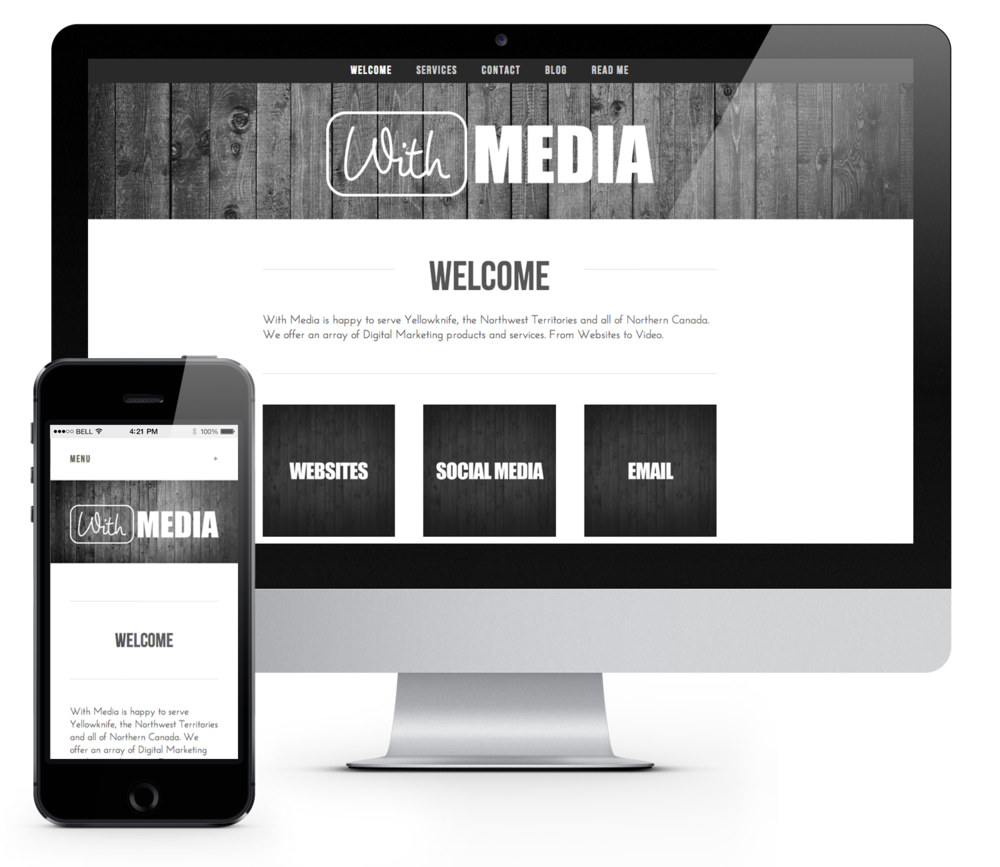 WELCOME SERVICES CONTACT BLOG READ ME
With MEDIA
WELCOME
With Media is happy to serve Yellowknife, the Northwest Territories and all of Northern Canada.
We offer an array of Digital Marketing products and services. From Websites to Video.
WEBSITES SOCIAL MEDIA EMAIL
BELL 4:21 PM 100%
MENU +
With MEDIA
WELCOME
With Media is happy to serve
Yellowknife, the Northwest Territories
and all of Northern Canada. We
offer an array of Digital Marketing